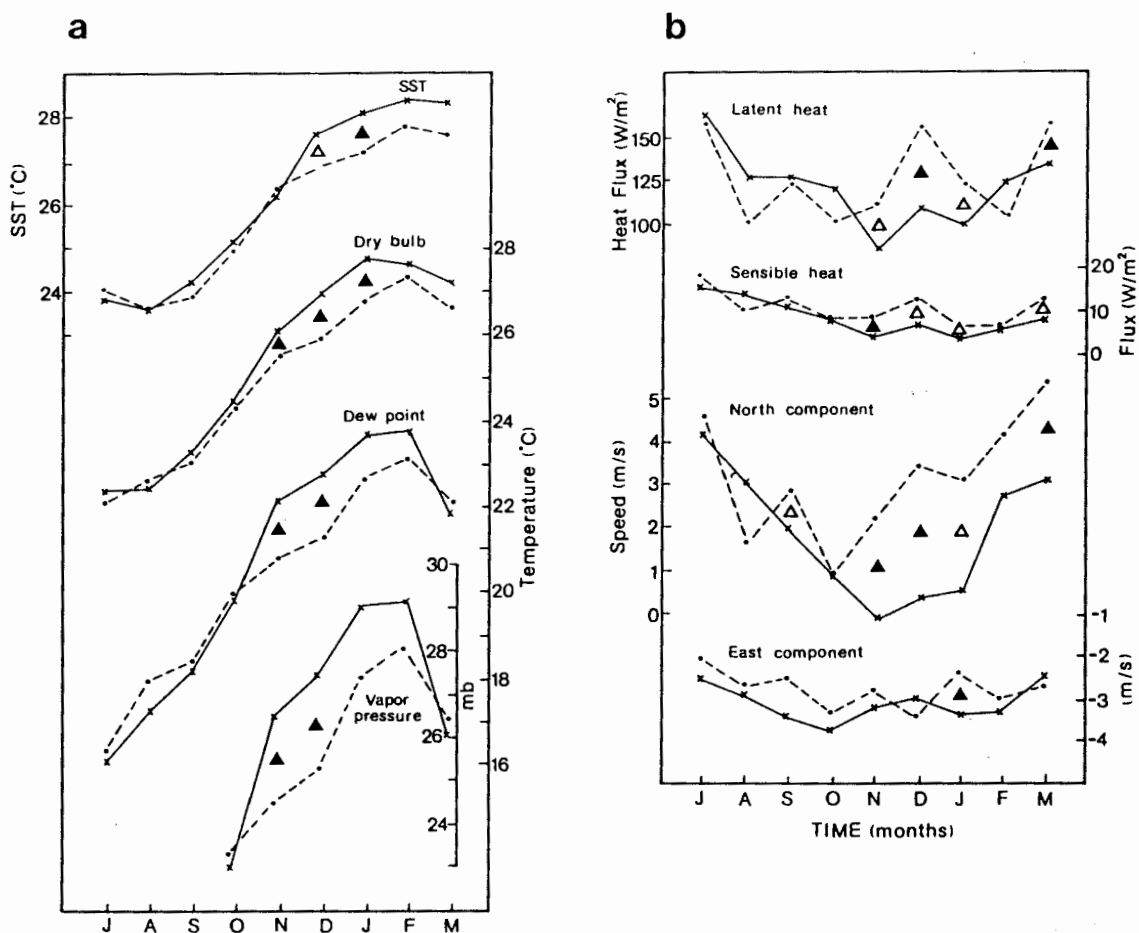 a
SST
28
26
24
SST (°C)
Dry bulb
28
26
24
22
20
18
16
Temperature (°C)
Dew point
30
28
26
24
mb
Vapor
pressure
J A S O N D J F M
b
Latent heat
150
125
100
Heat Flux (W/m²)
Sensible heat
20
10
0
Flux (W/m²)
North component
5
4
3
2
1
0
Speed (m/s)
East component
-1
-2
-3
-4
(m/s)
J A S O N D J F M
TIME (months)